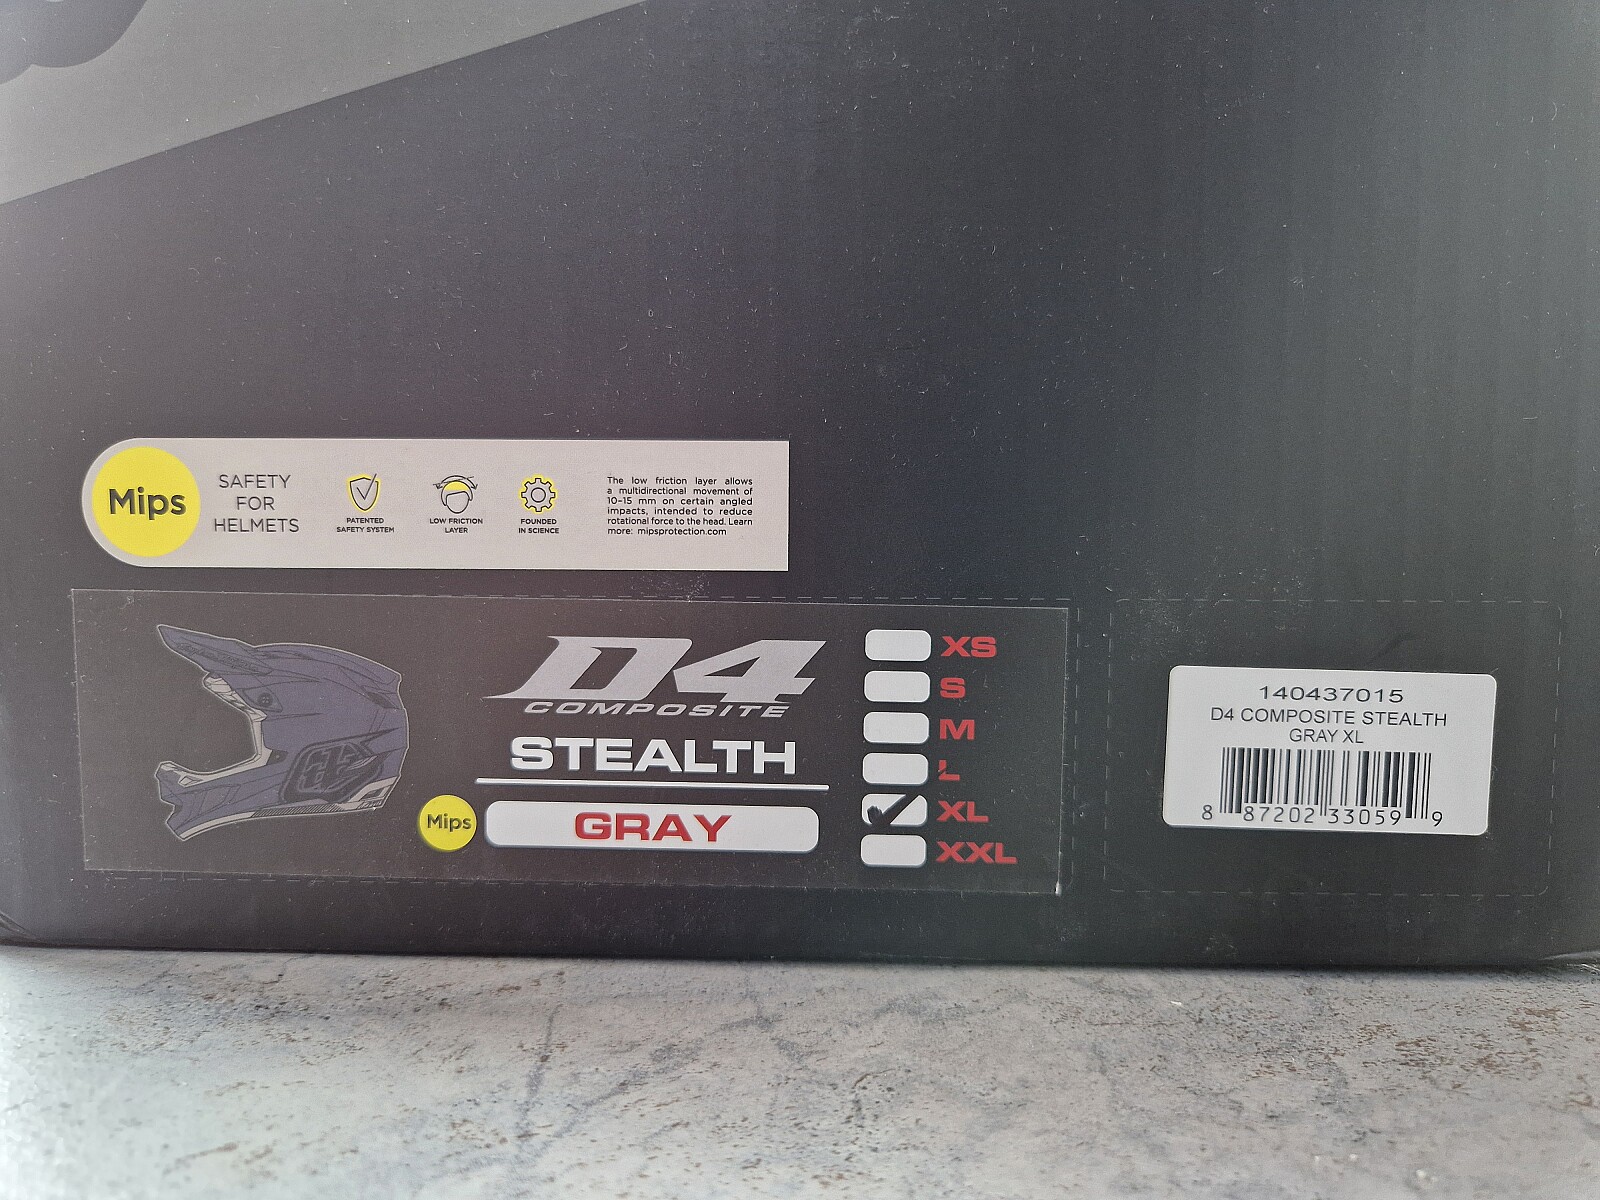 Mips
SAFETY
FOR
HELMETS
PATENTED
SAFETY SYSTEM
LOW FRICTION
LAYER
FOUNDED
IN SCIENCE
The low friction layer allows
a multidirectional movement of
10-15 mm on certain angled
impacts, intended to reduce
rotational force to the head. Learn
more: mipsprotection.com
D4
COMPOSITE
STEALTH
Mips
GRAY
XS
S
M
L
XL
XXL
140437015
D4 COMPOSITE STEALTH
GRAY XL
8 87202 33059 9